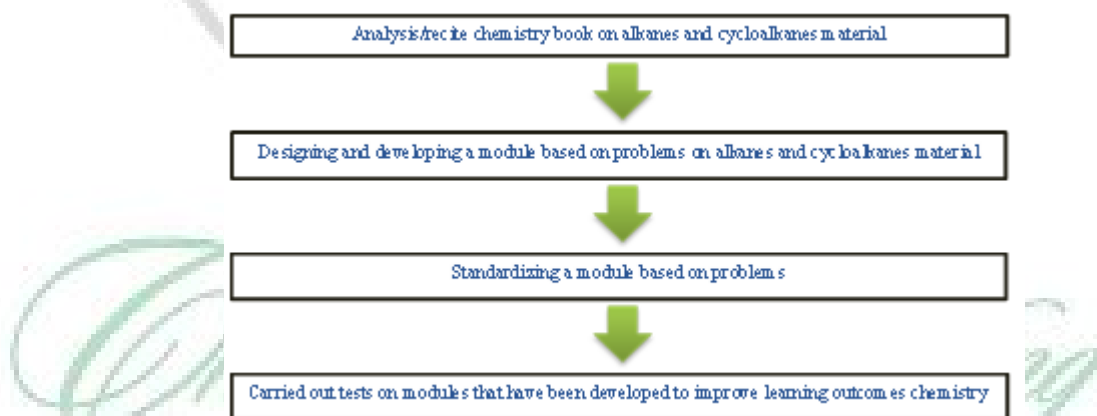 Analysis/recite chemistry book on alkanes and cycloalkanes material
Designing and developing a module based on problems on alkanes and cycloalkanes material
Standardizing a module based on problems
Carried out tests on modules that have been developed to improve learning outcomes chemistry